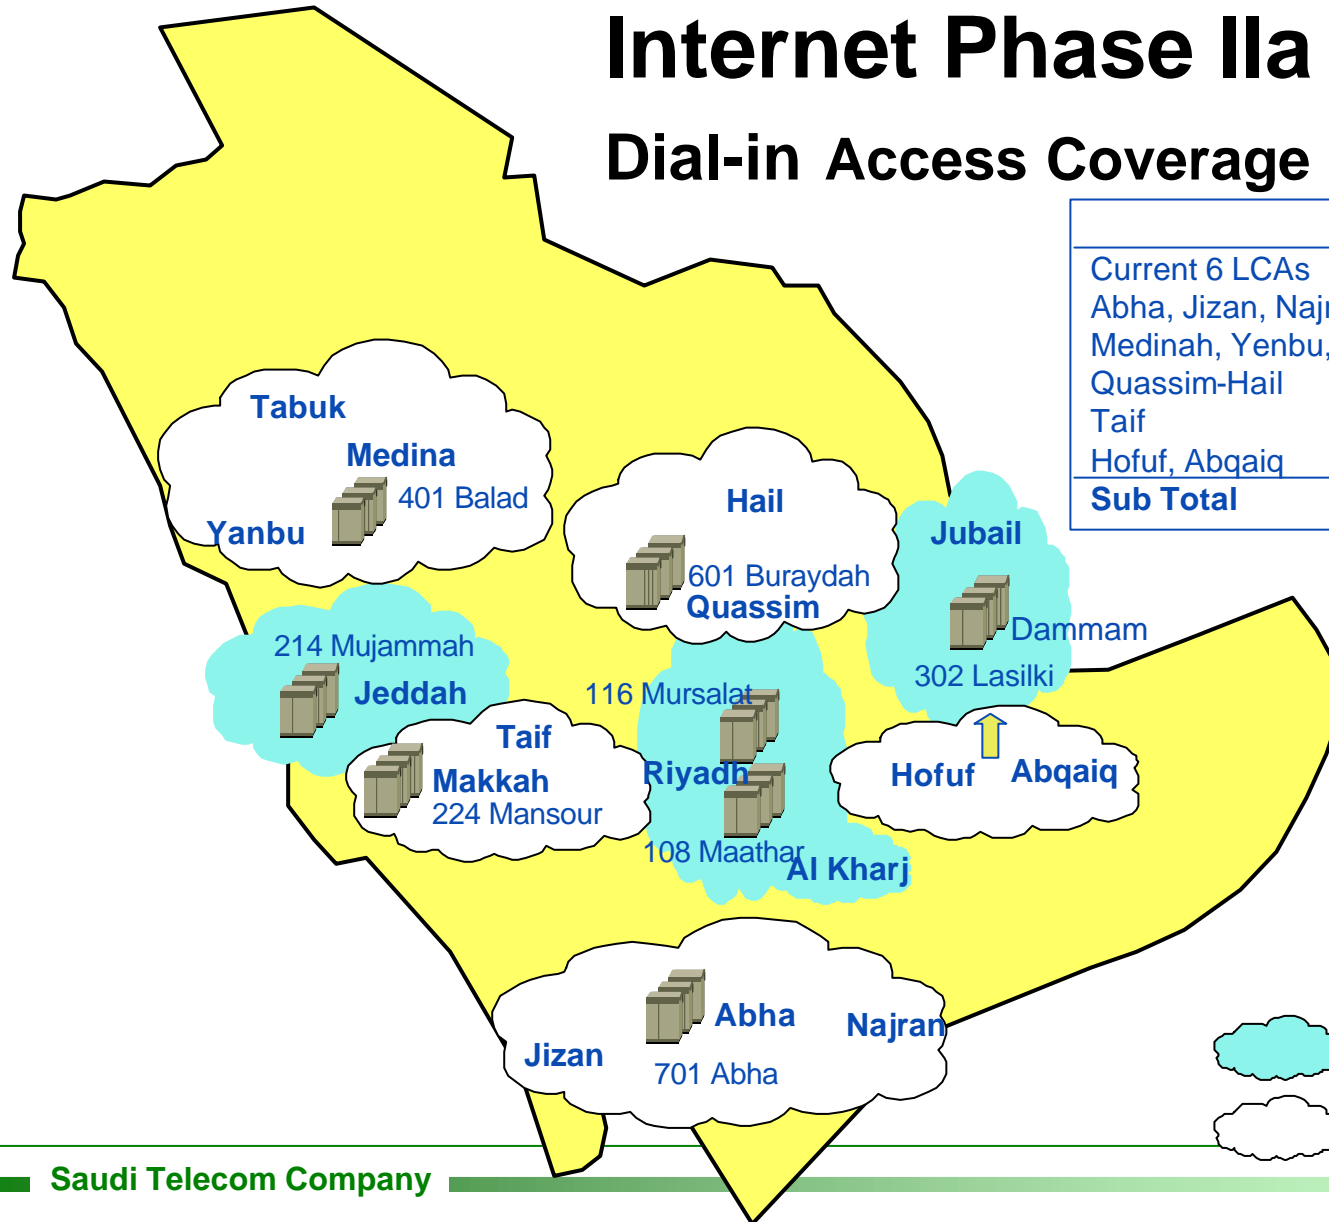 Internet Phase IIa
Dial-in Access Coverage
Current 6 LCAs
Abha, Jizan, Naj
Medinah, Yenbu,
Quassim-Hail
Taif
Hofuf, Abqaiq
Sub Total
Tabuk
Medina
401 Balad
Yanbu
Hail
601 Buraydah
Quassim
Jubail
Dammam
302 Lasilki
214 Mujammah
Jeddah
116 Mursalat
Taif
Makkah
224 Mansour
Riyadh
108 Maathar
Al Kharj
Hofuf
Abqaiq
Abha
Najran
Jizan
701 Abha
Saudi Telecom Company